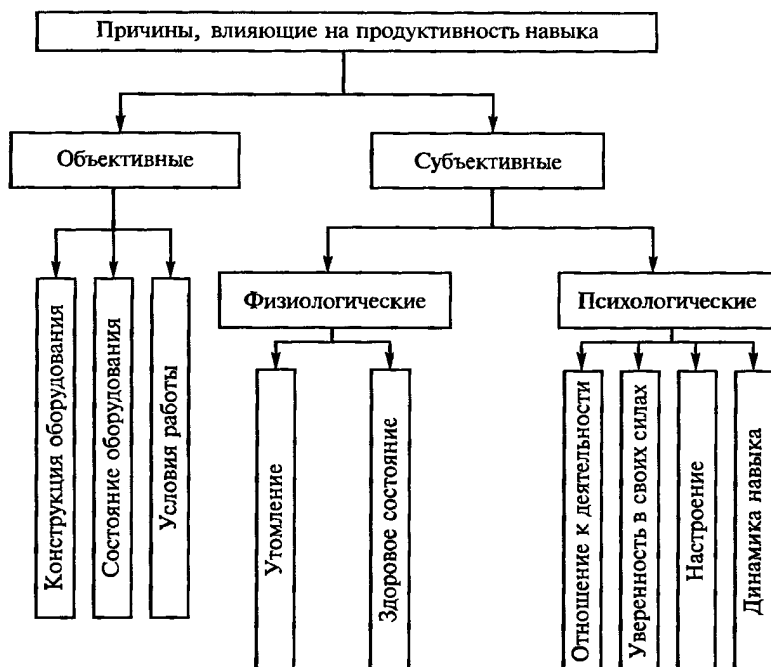 Причины, влияющие на продуктивность навыка
Объективные
Субъективные
Физиологические
Психологические
Конструкция оборудования
Состояние оборудования
Условия работы
Утомление
Здоровое состояние
Отношение к деятельности
Уверенность в своих силах
Настроение
Динамика навыка